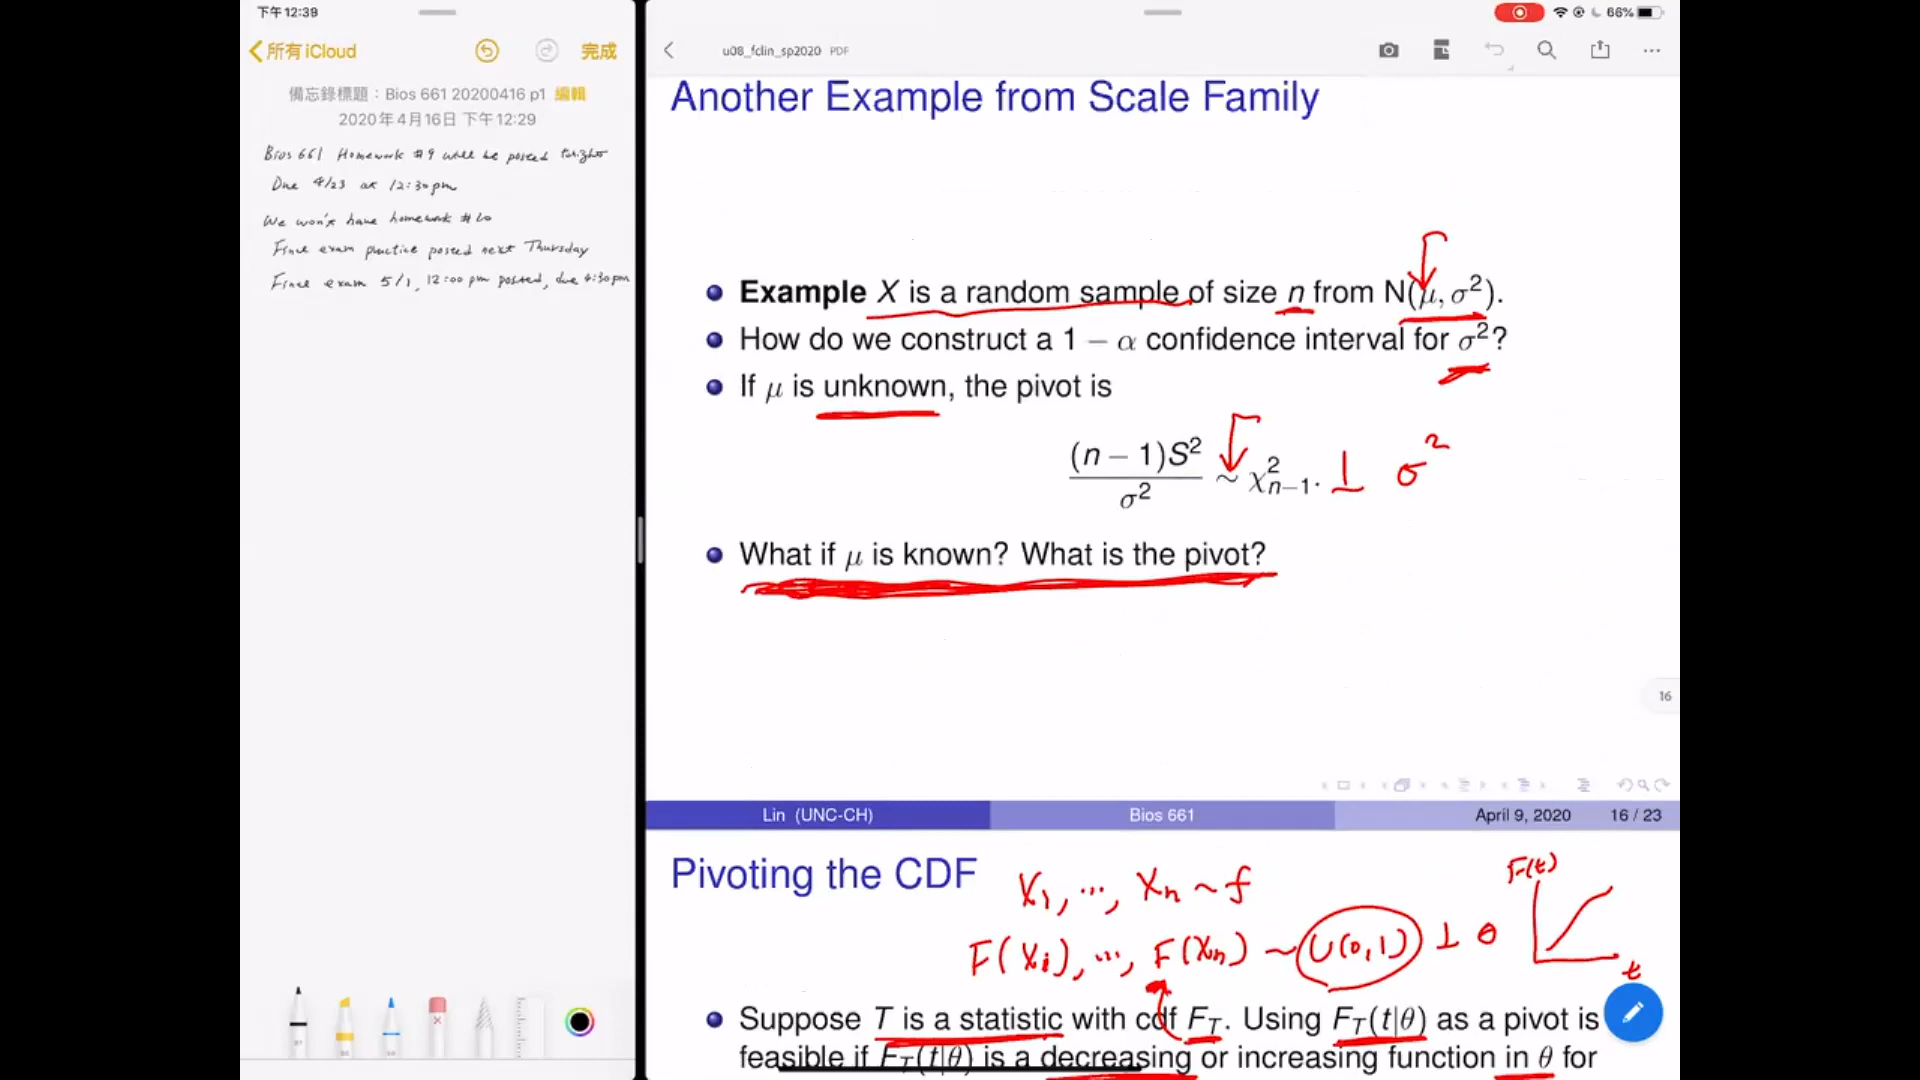 下午12:39
所有iCloud
完成
備忘錄標題：Bios 661 20200416 p1 編輯
2020年4月16日 下午12:29
Bios 661 Homework #9 will be posted tonight
Due 4/23 at 12:30pm
We won't have homework #10
Final exam practice posted next Thursday
Final exam 5/1, 12:00pm posted, due 4:30pm
66%
u08_fclin_sp2020 PDF
Another Example from Scale Family
Example X is a random sample of size n from N(μ, σ²).
How do we construct a 1 − α confidence interval for σ²?
If μ is unknown, the pivot is
(n − 1)S²/σ² ∼ χ²ₙ₋₁. ⊥ σ²
What if μ is known? What is the pivot?
16
Lin (UNC-CH) Bios 661 April 9, 2020 16 / 23
Pivoting the CDF
X₁, ..., Xₙ ~ f
F(t)
F(X₁), ..., F(Xₙ) ~ U(0,1) ⊥ θ
t
Suppose T is a statistic with cdf F_T. Using F_T(t|θ) as a pivot is
feasible if F_T(t|θ) is a decreasing or increasing function in θ for